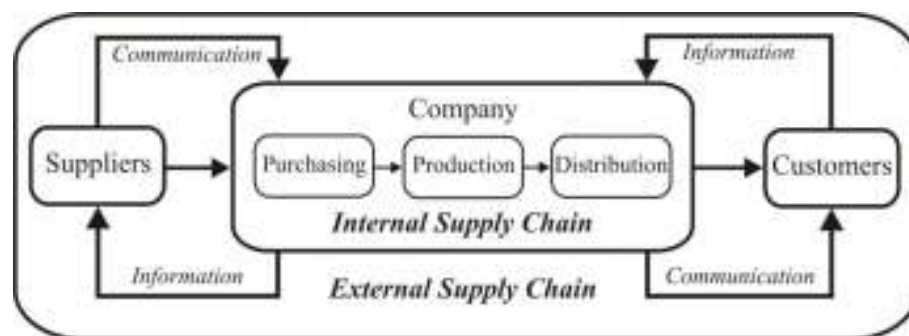 Communication
Information
Company
Suppliers
Purchasing
Production
Distribution
Customers
Internal Supply Chain
Information
External Supply Chain
Communication